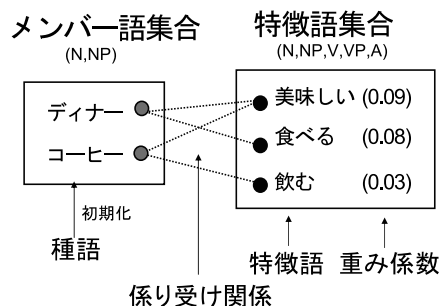 メンバー語集合
(N,NP)
特徴語集合
(N,NP,V,VP,A)
ディナー
コーヒー
美味しい (0.09)
食べる (0.08)
飲む (0.03)
初期化
種語
特徴語
重み係数
係り受け関係